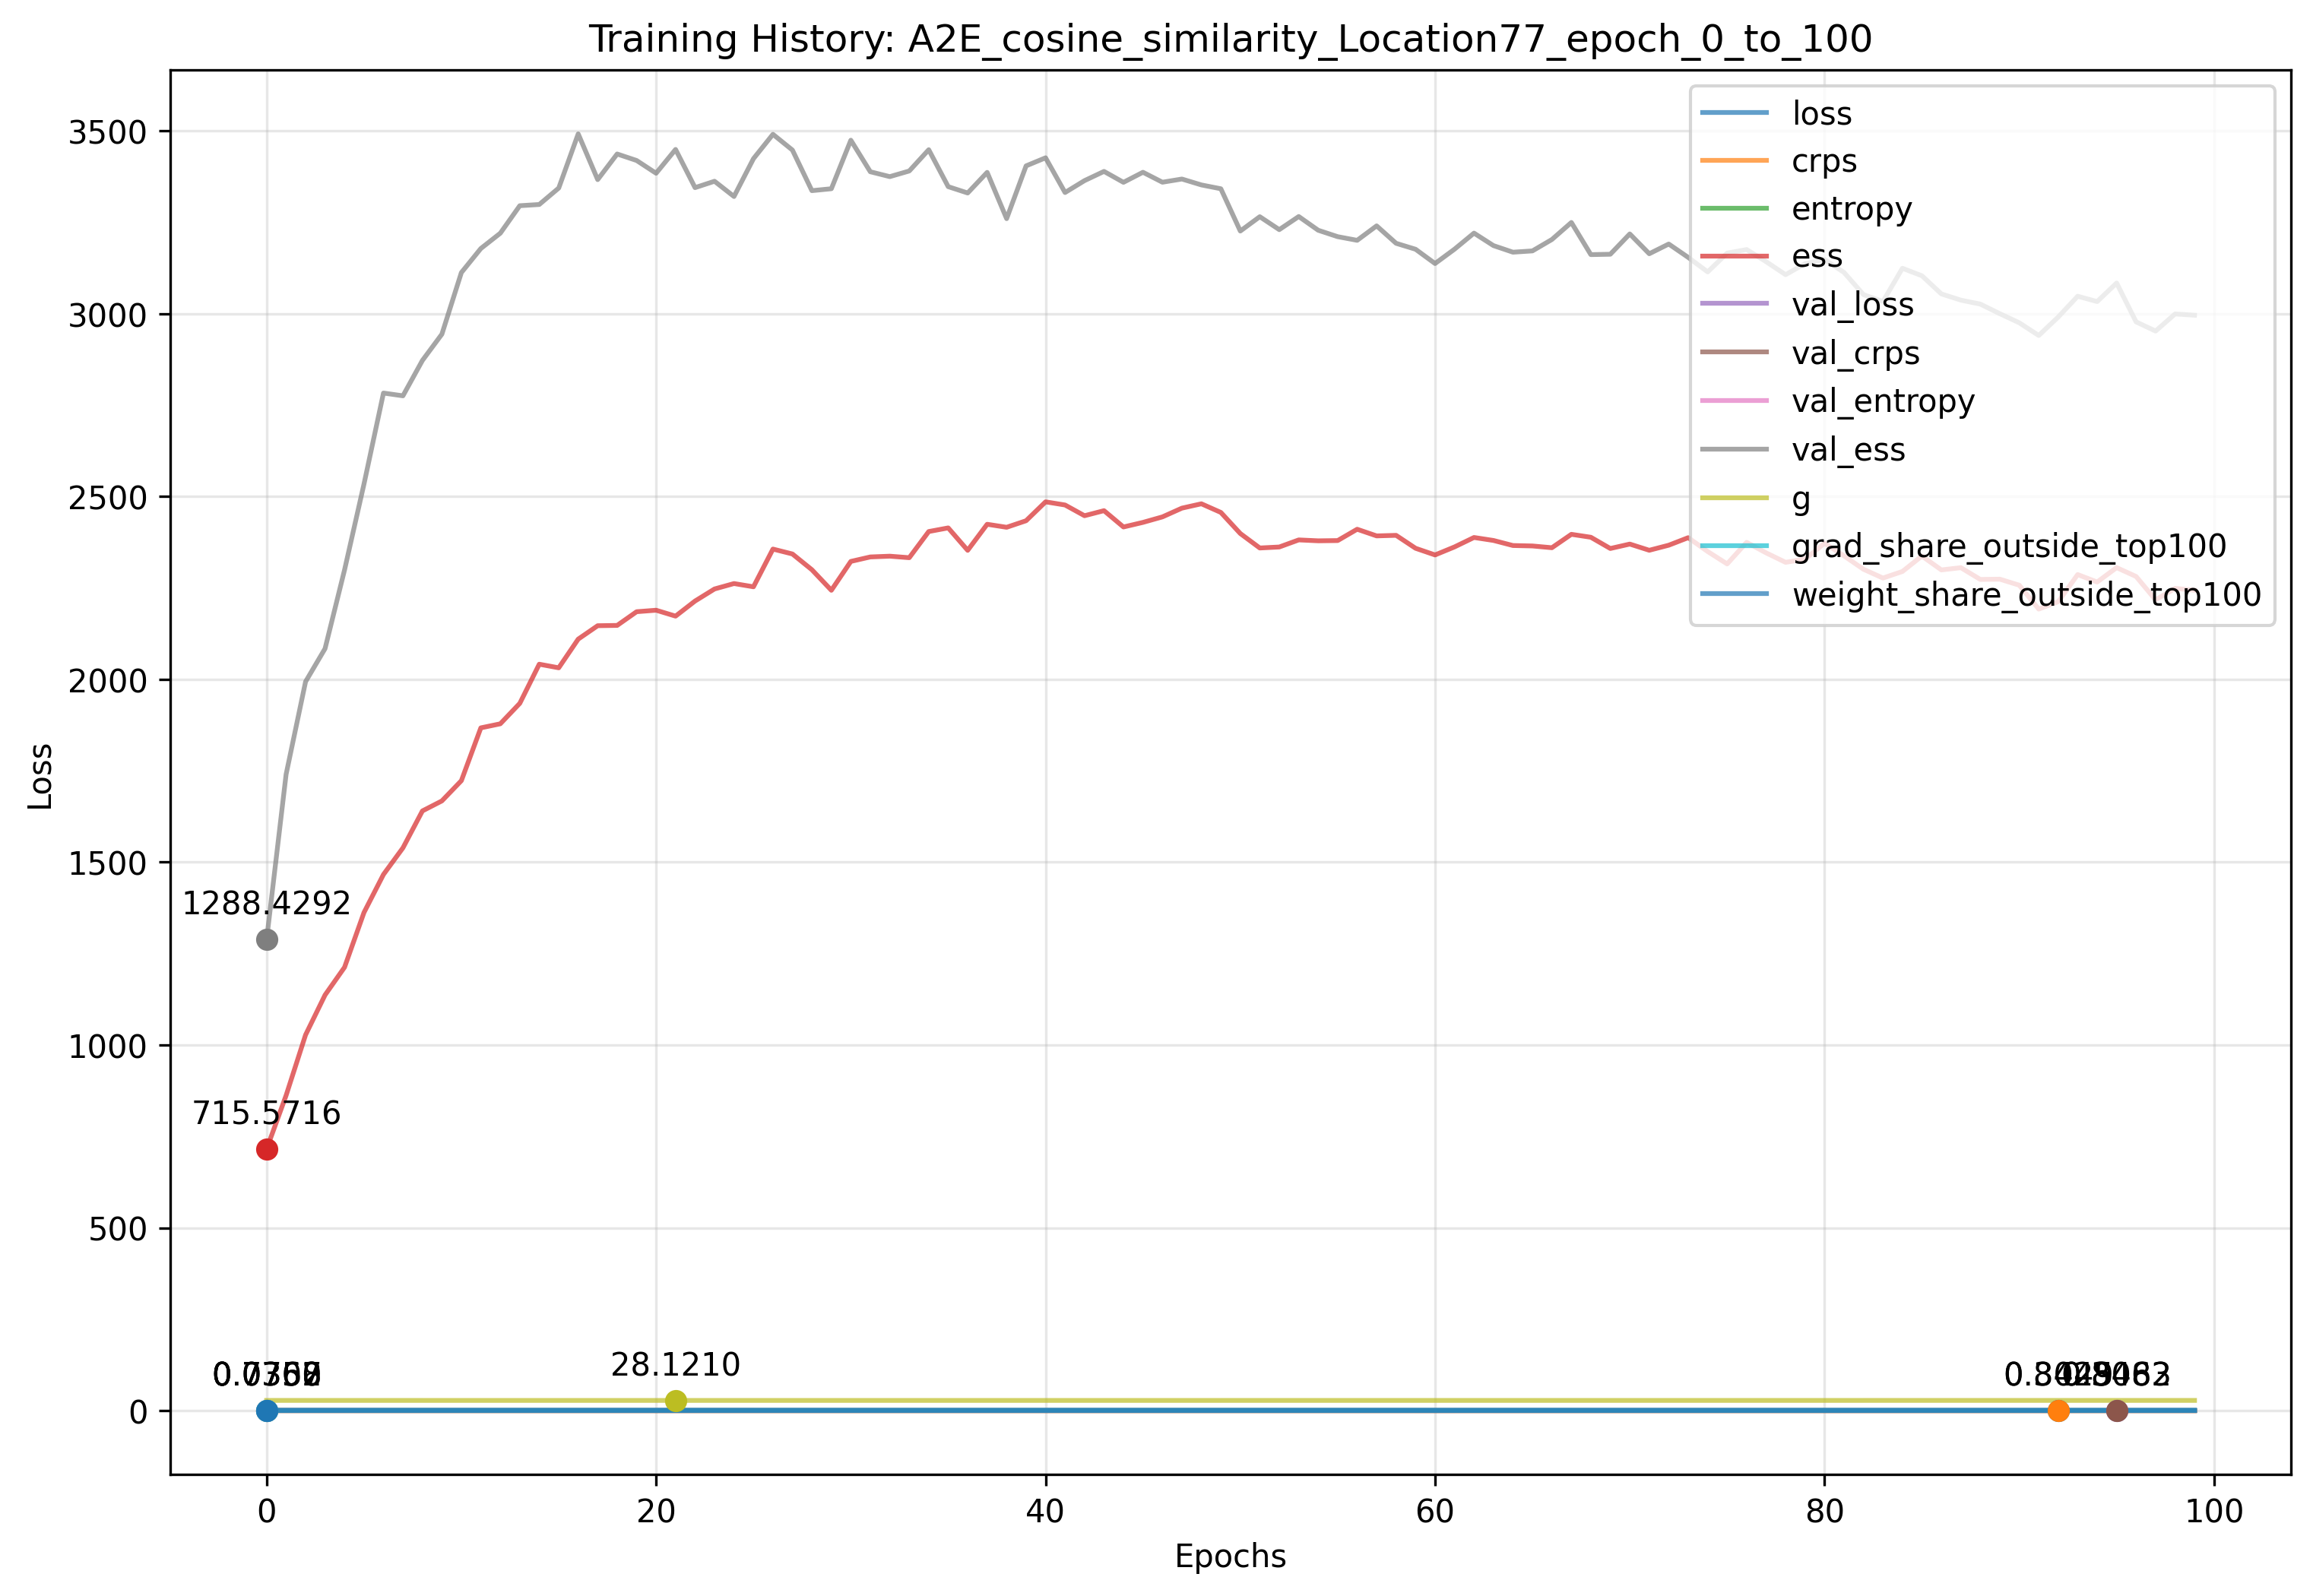 Training History: A2E_cosine_similarity_Location77_epoch_0_to_100
3500
3000
2500
2000
1500
1000
500
0
Loss
loss
crps
entropy
ess
val_loss
val_crps
val_entropy
val_ess
g
grad_share_outside_top100
weight_share_outside_top100
1288.4292
715.5716
28.1210
0
20
40
60
80
100
Epochs